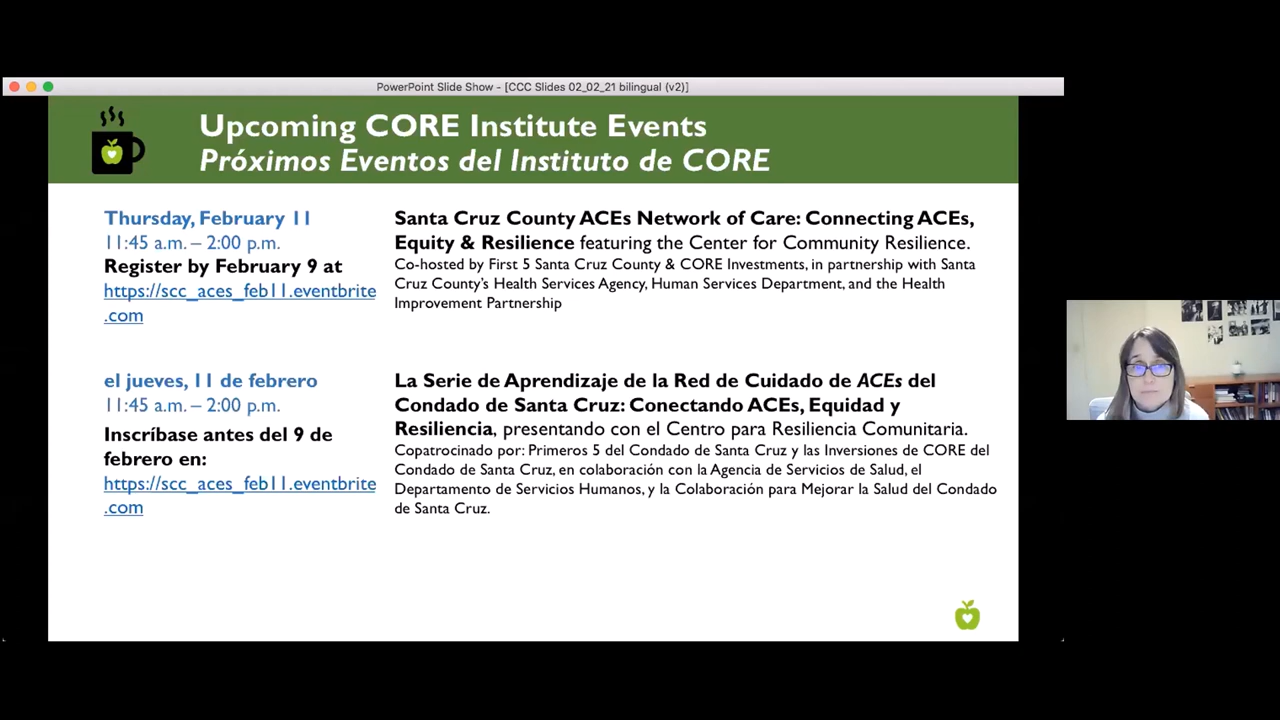 PowerPoint Slide Show - [CCC Slides 02_02_21 bilingual (v2)]
Upcoming CORE Institute Events
Próximos Eventos del Instituto de CORE
Thursday, February 11
11:45 a.m. – 2:00 p.m.
Register by February 9 at
https://scc_aces_feb11.eventbrite
.com
Santa Cruz County ACEs Network of Care: Connecting ACEs,
Equity & Resilience featuring the Center for Community Resilience.
Co-hosted by First 5 Santa Cruz County & CORE Investments, in partnership with Santa
Cruz County's Health Services Agency, Human Services Department, and the Health
Improvement Partnership
el jueves, 11 de febrero
11:45 a.m. – 2:00 p.m.
Inscríbase antes del 9 de
febrero en:
https://scc_aces_feb11.eventbrite
.com
La Serie de Aprendizaje de la Red de Cuidado de ACEs del
Condado de Santa Cruz: Conectando ACEs, Equidad y
Resiliencia, presentando con el Centro para Resiliencia Comunitaria.
Copatrocinado por: Primeros 5 del Condado de Santa Cruz y las Inversiones de CORE del
Condado de Santa Cruz, en colaboración con la Agencia de Servicios de Salud, el
Departamento de Servicios Humanos, y la Colaboración para Mejorar la Salud del Condado
de Santa Cruz.